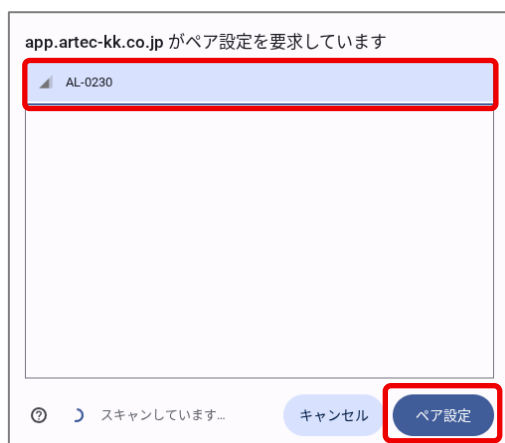 app.artec-kk.co.jp がペア設定を要求しています
AL-0230
スキャンしています…
キャンセル
ペア設定